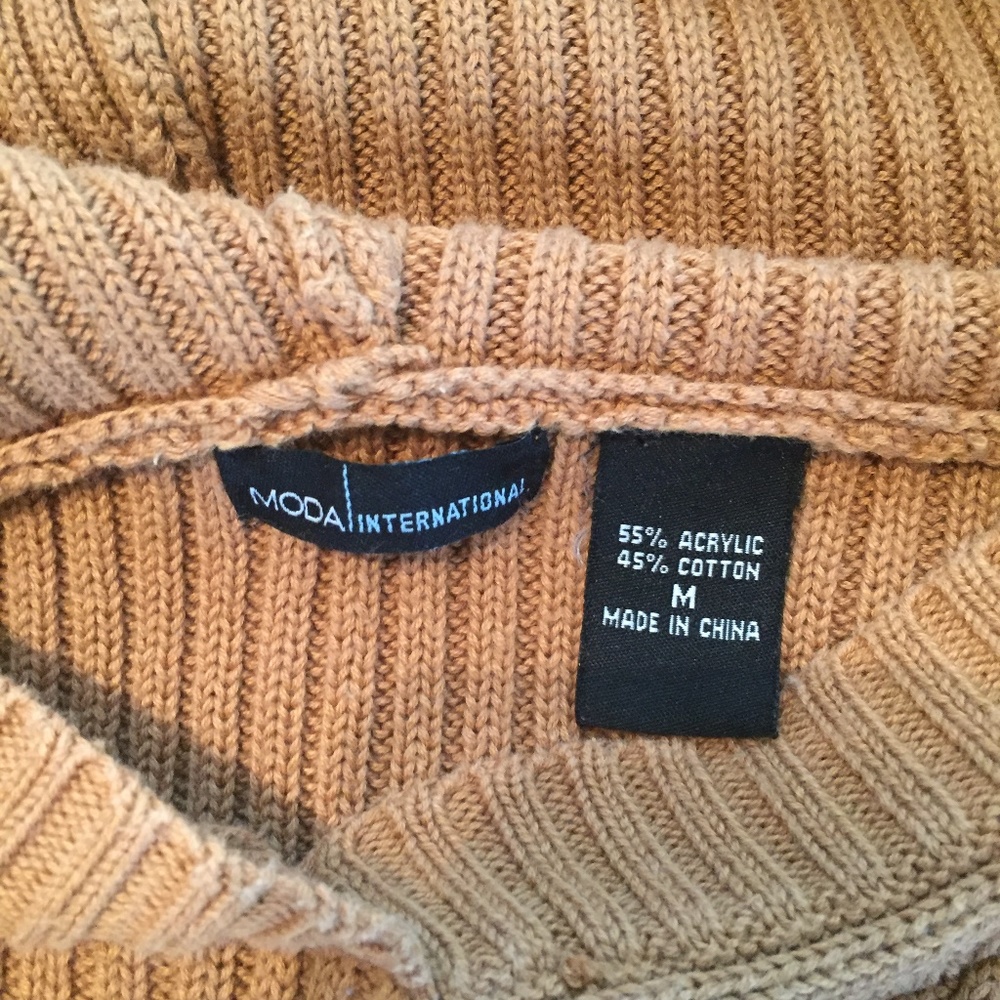 MODA|INTERNATIONAL
55% ACRYLIC
45% COTTON
M
MADE IN CHINA